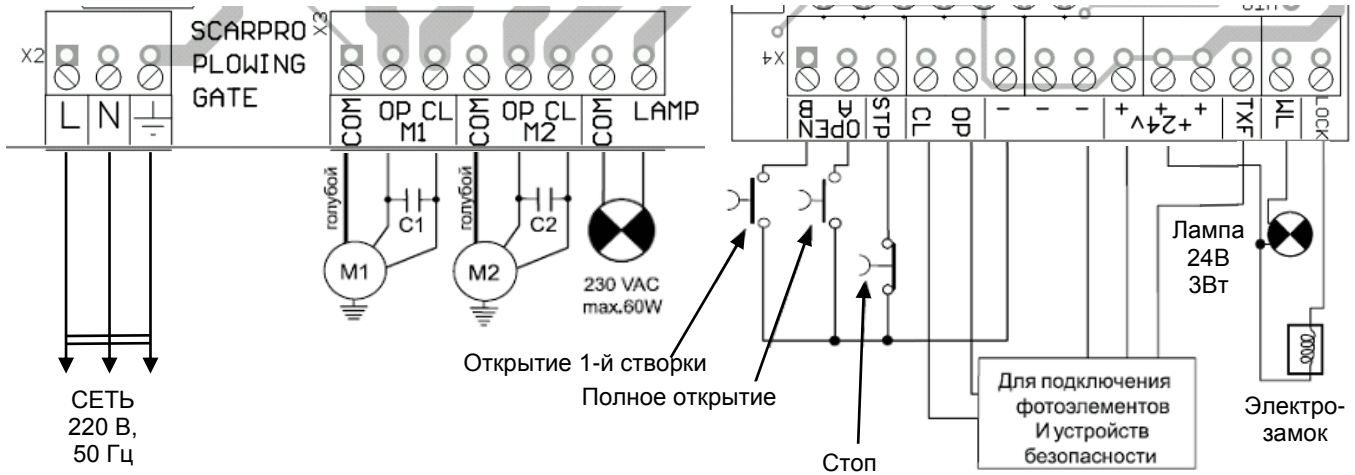 X2
SCARPRO
PLOWING
GATE
X3
L N
COM OP CL COM OP CL COM LAMP
M1 M2
голубой
C1
M1
голубой
C2
M2
230 VAC
max.60W
СЕТЬ
220 В,
50 Гц
X4
B A STP CL OP - - - + + + TXF WL LOCK
OPEN +24v
Открытие 1-й створки
Полное открытие
Стоп
Для подключения
фотоэлементов
И устройств
безопасности
Лампа
24В
3Вт
Электро-
замок